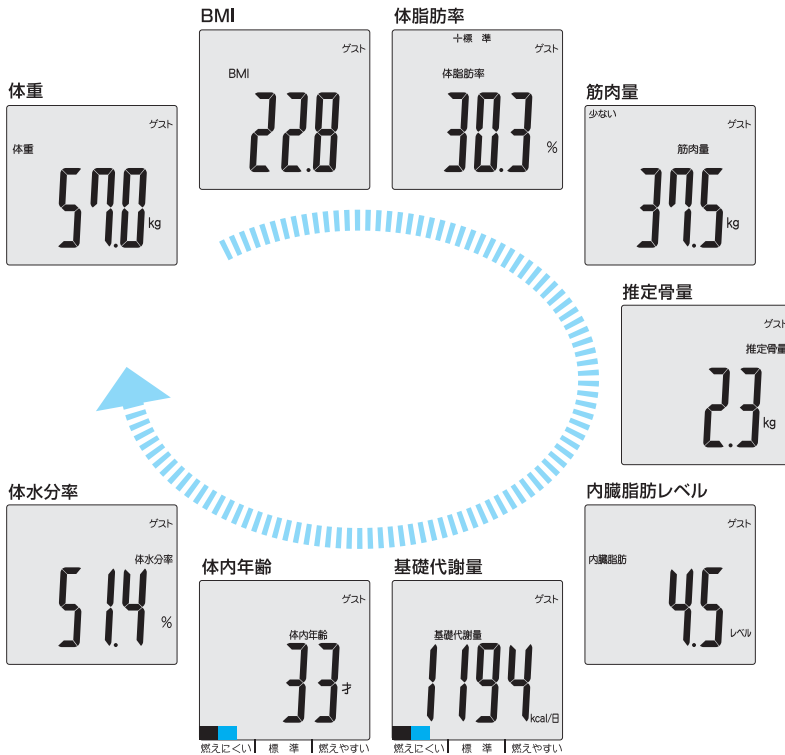 体重
ゲスト
体重
57.0 kg
BMI
ゲスト
BMI
22.8
体脂肪率
＋標 準
ゲスト
体脂肪率
30.3 %
筋肉量
少ない
ゲスト
筋肉量
37.5 kg
推定骨量
ゲスト
推定骨量
2.3 kg
内臓脂肪レベル
ゲスト
内臓脂肪
4.5 レベル
基礎代謝量
ゲスト
基礎代謝量
1194 kcal/日
燃えにくい 標 準 燃えやすい
体内年齢
ゲスト
体内年齢
33 才
燃えにくい 標 準 燃えやすい
体水分率
ゲスト
体水分率
51.4 %